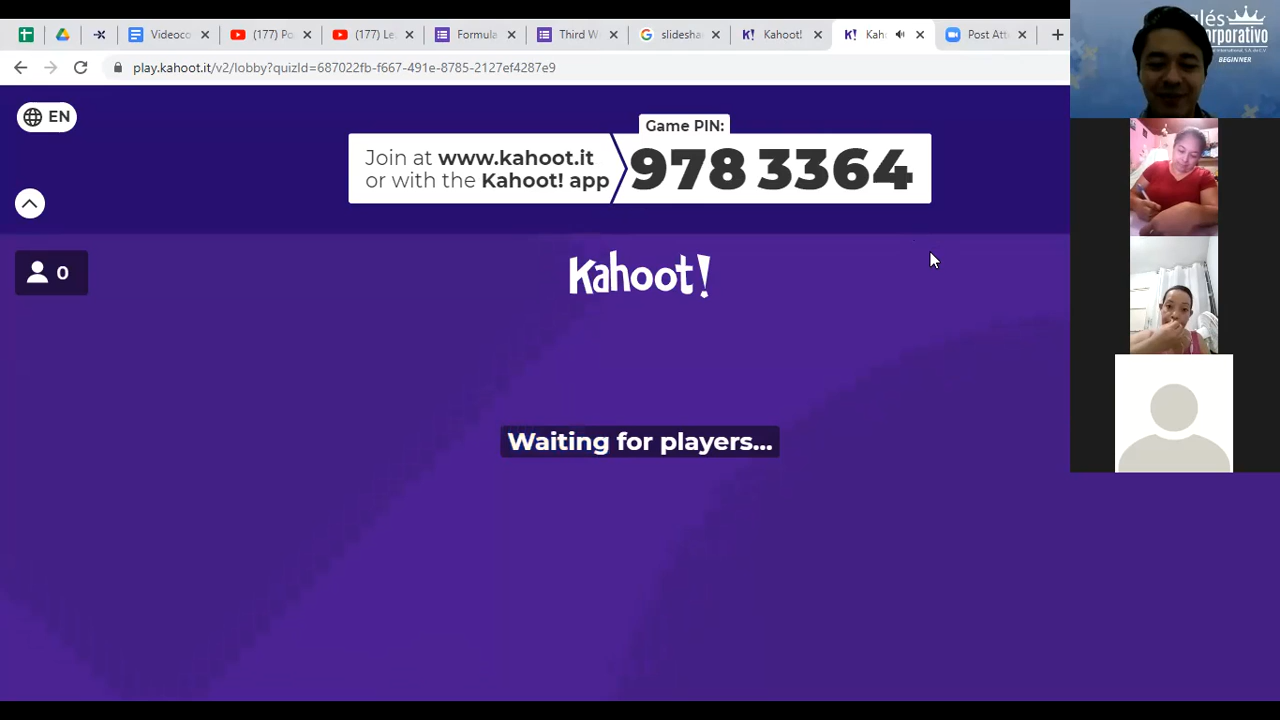 Videoco
(177) Po
(177) Le
Formula
Third W
slidesha
Kahoot!
Kah
Post Att
play.kahoot.it/v2/lobby?quizId=687022fb-f667-491e-8785-2127ef4287e9
EN
Game PIN:
Join at www.kahoot.it
or with the Kahoot! app
978 3364
0
Kahoot!
Waiting for players...
glés
orporativo
BEGINNER